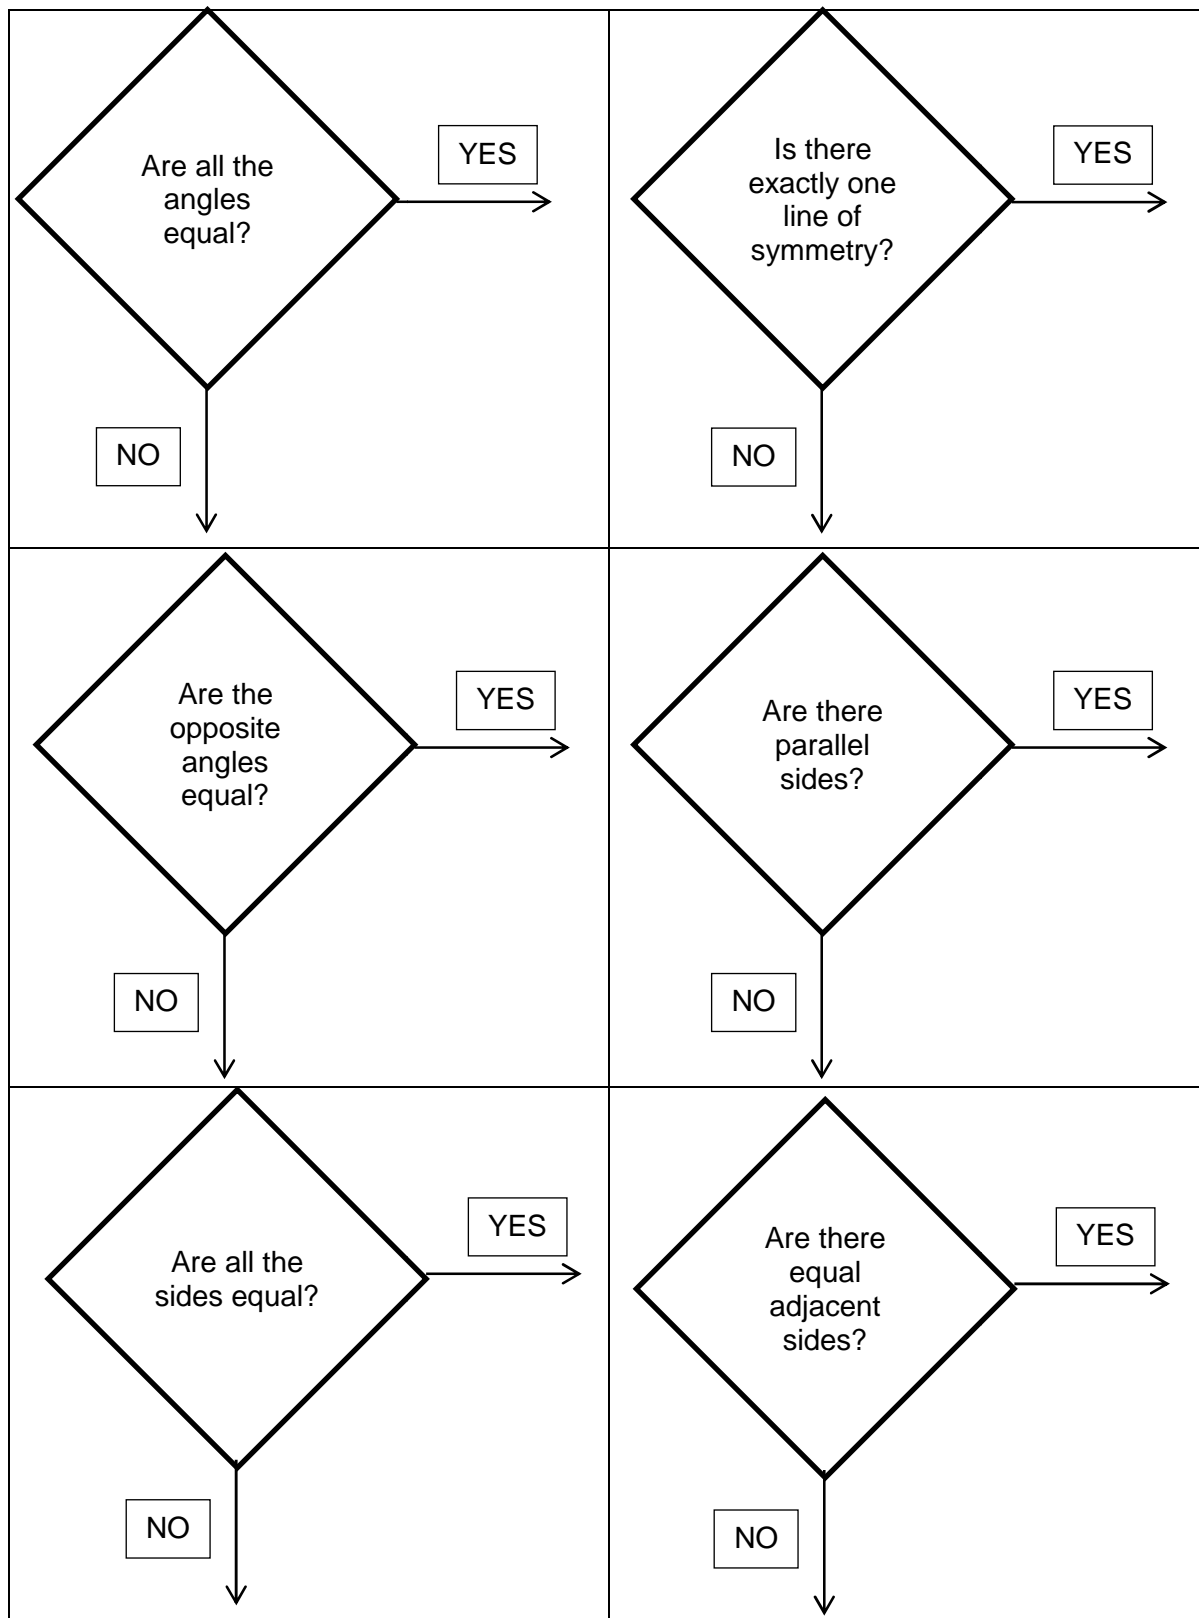 Are all the
angles
equal?
YES
NO
Is there
exactly one
line of
symmetry?
YES
NO
Are the
opposite
angles
equal?
YES
NO
Are there
parallel
sides?
YES
NO
Are all the
sides equal?
YES
NO
Are there
equal
adjacent
sides?
YES
NO